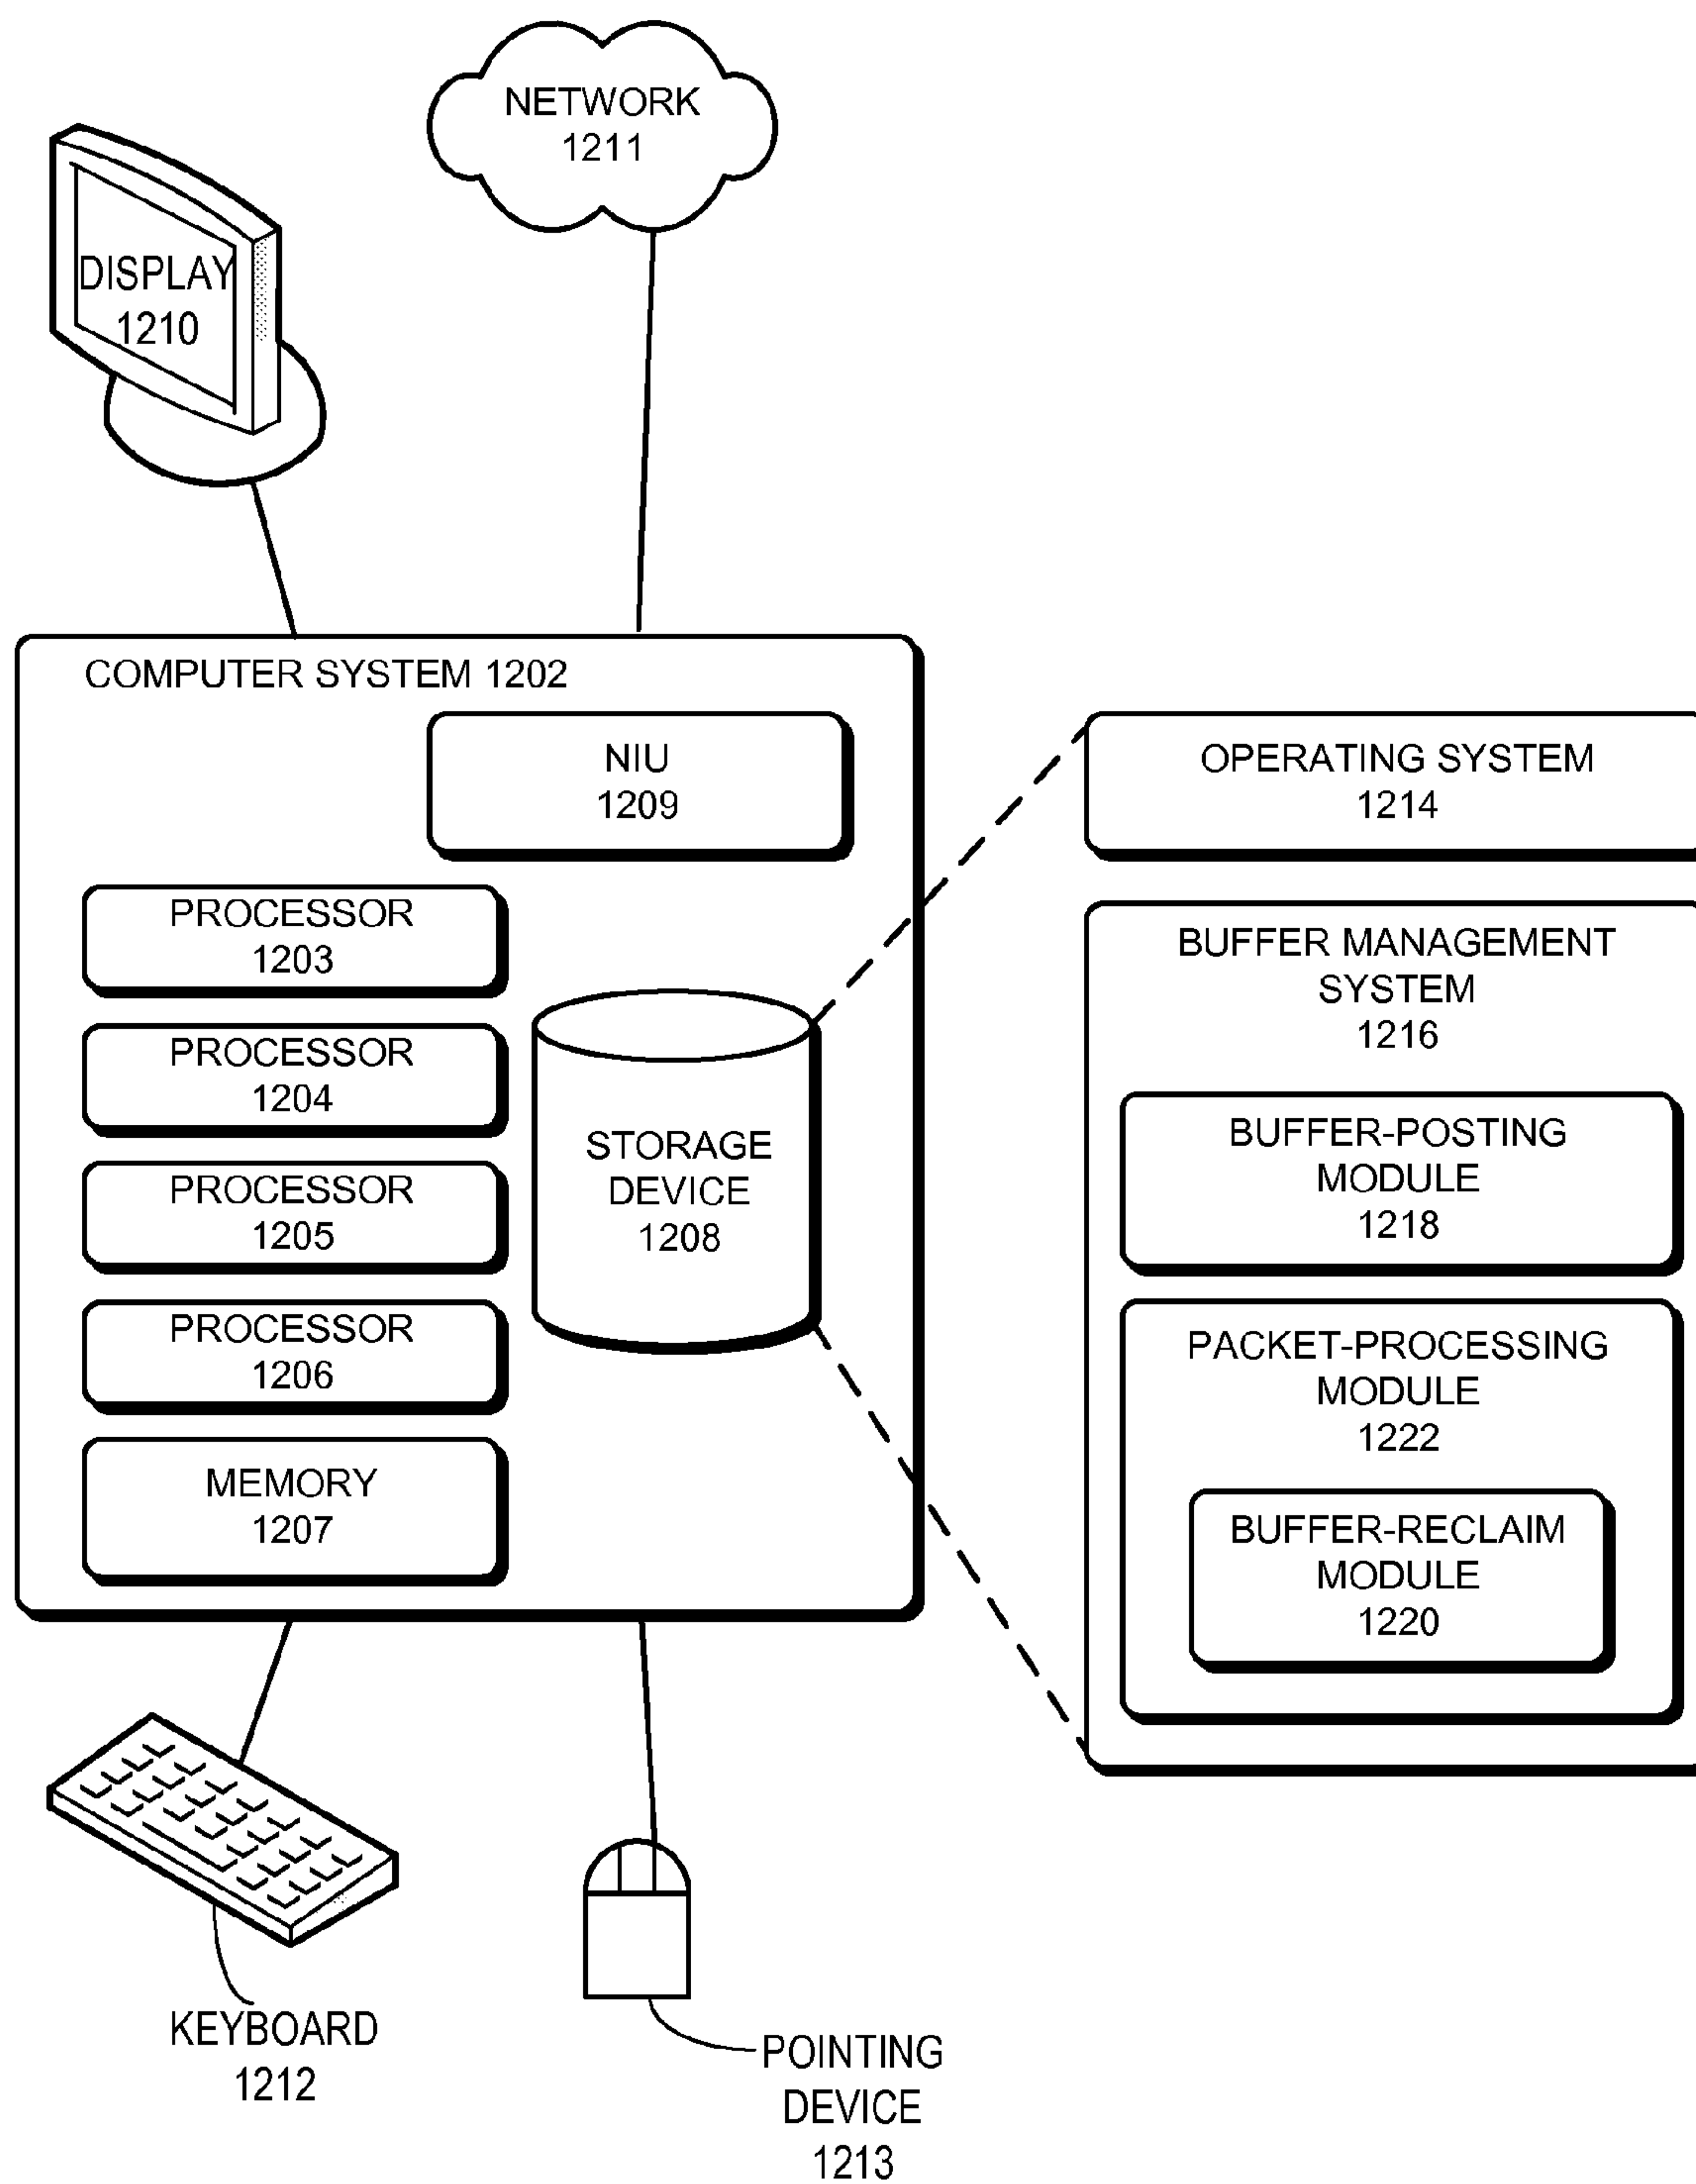 NETWORK
1211
DISPLAY
1210
COMPUTER SYSTEM 1202
NIU
1209
PROCESSOR
1203
PROCESSOR
1204
PROCESSOR
1205
PROCESSOR
1206
MEMORY
1207
STORAGE
DEVICE
1208
OPERATING SYSTEM
1214
BUFFER MANAGEMENT
SYSTEM
1216
BUFFER-POSTING
MODULE
1218
PACKET-PROCESSING
MODULE
1222
BUFFER-RECLAIM
MODULE
1220
KEYBOARD
1212
POINTING
DEVICE
1213